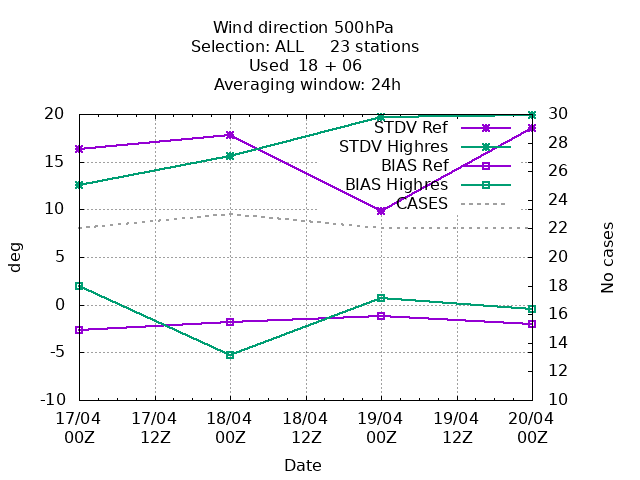 Wind direction 500hPa
Selection: ALL     23 stations
Used  18 + 06
Averaging window: 24h
20
15
10
5
0
-5
-10
deg
30
28
26
24
22
20
18
16
14
12
10
No cases
STDV Ref
STDV Highres
BIAS Ref
BIAS Highres
CASES
17/04 17/04 18/04 18/04 19/04 19/04 20/04
00Z 12Z 00Z 12Z 00Z 12Z 00Z
Date